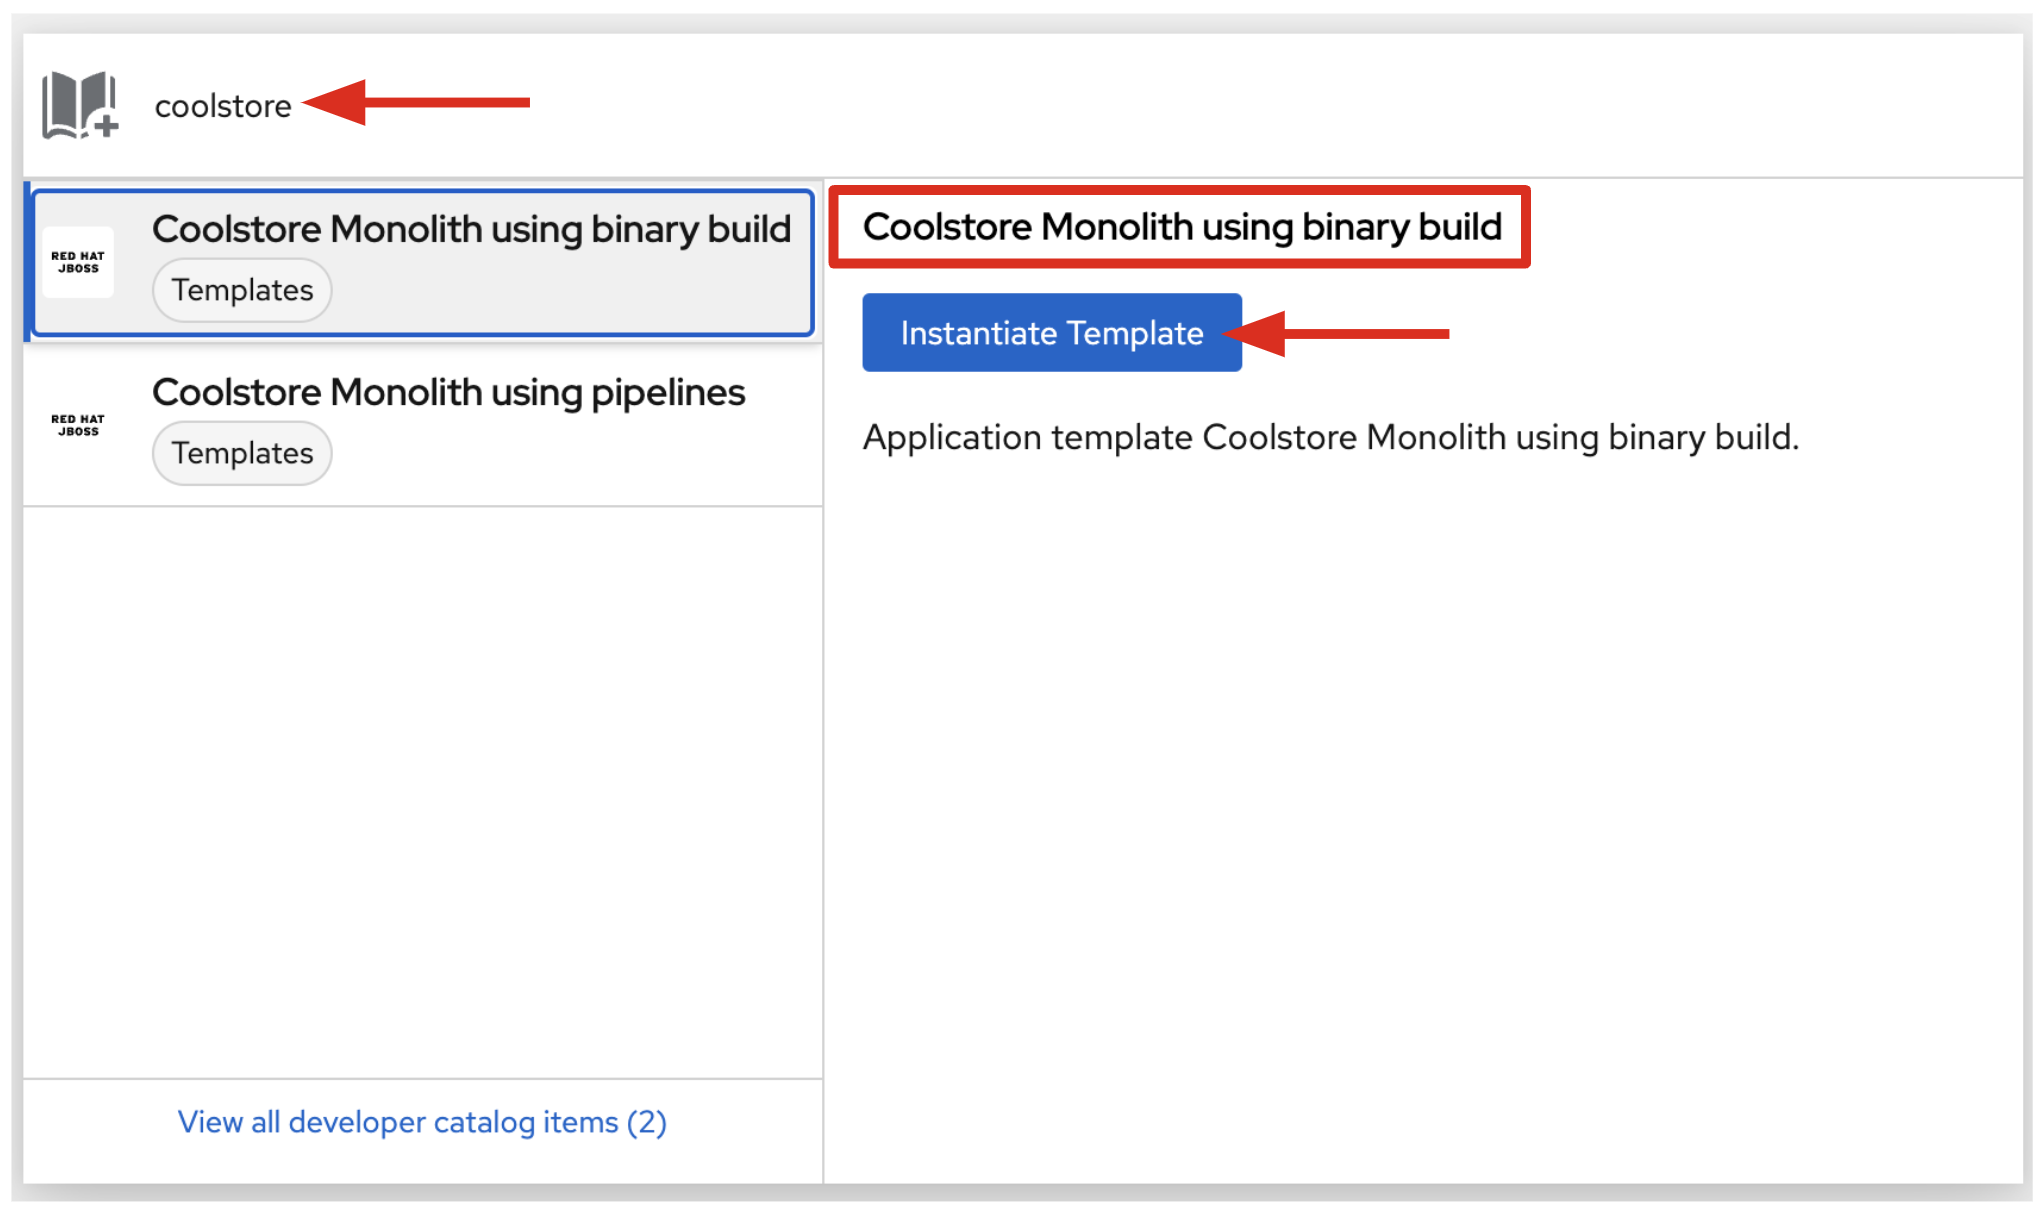 coolstore
RED HAT
JBOSS
Coolstore Monolith using binary build
Templates
RED HAT
JBOSS
Coolstore Monolith using pipelines
Templates
View all developer catalog items (2)
Coolstore Monolith using binary build
Instantiate Template
Application template Coolstore Monolith using binary build.